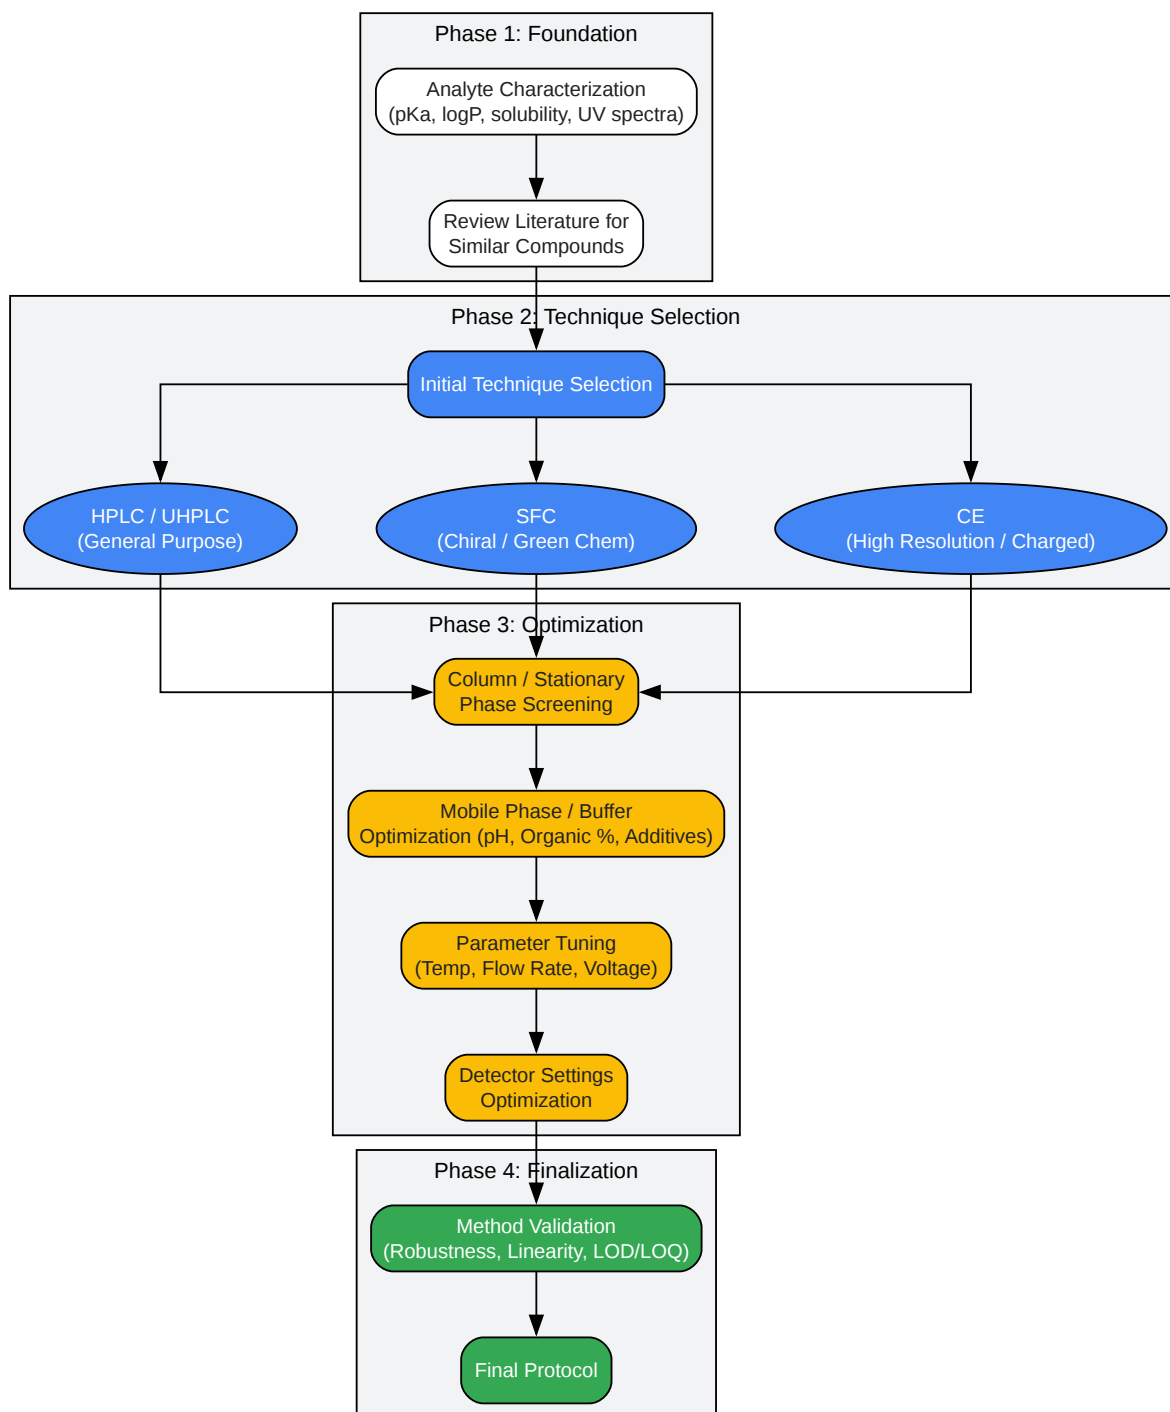 Phase 1: Foundation
Analyte Characterization
(pKa, logP, solubility, UV spectra)
Review Literature for
Similar Compounds
Phase 2: Technique Selection
Initial Technique Selection
HPLC / UHPLC
(General Purpose)
SFC
(Chiral / Green Chem)
CE
(High Resolution / Charged)
Phase 3: Optimization
Column / Stationary
Phase Screening
Mobile Phase / Buffer
Optimization (pH, Organic %, Additives)
Parameter Tuning
(Temp, Flow Rate, Voltage)
Detector Settings
Optimization
Phase 4: Finalization
Method Validation
(Robustness, Linearity, LOD/LOQ)
Final Protocol